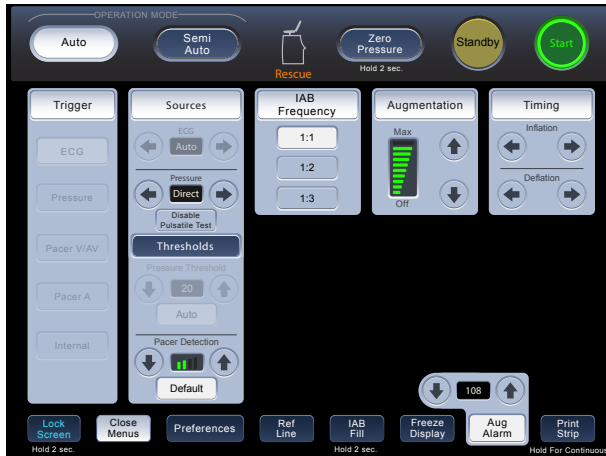 OPERATION MODE
Auto
Semi
Auto
Rescue
Zero
Pressure
Hold 2 sec.
Standby
Start
Trigger
ECG
Pressure
Pacer V/AV
Pacer A
Internal
Sources
ECG
Auto
Pressure
Direct
Disable
Pulsatile Test
Thresholds
Pressure Threshold
20
Auto
Pacer Detection
Default
IAB
Frequency
1:1
1:2
1:3
Augmentation
Max
Off
Timing
Inflation
Deflation
108
Lock
Screen
Hold 2 sec.
Close
Menus
Preferences
Ref
Line
IAB
Fill
Hold 2 sec.
Freeze
Display
Aug
Alarm
Print
Strip
Hold For Continuous